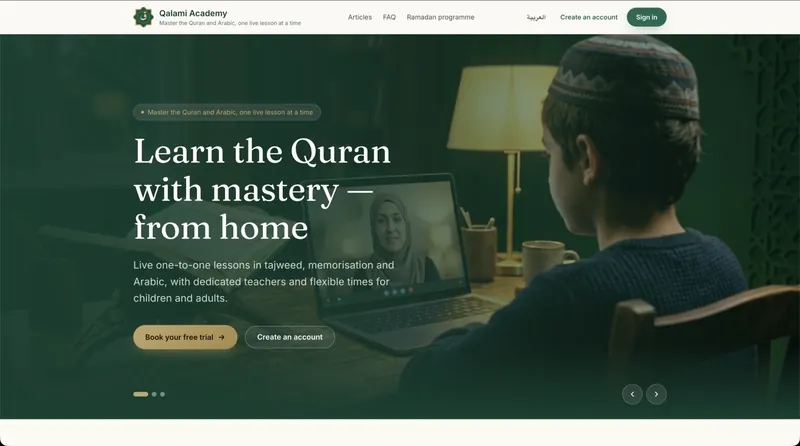 Qalami Academy
Master the Quran and Arabic, one live lesson at a time
Articles
FAQ
Ramadan programme
العربية
Create an account
Sign in
Master the Quran and Arabic, one live lesson at a time
Learn the Quran
with mastery —
from home
Live one-to-one lessons in tajweed, memorisation and
Arabic, with dedicated teachers and flexible times for
children and adults.
Book your free trial →
Create an account